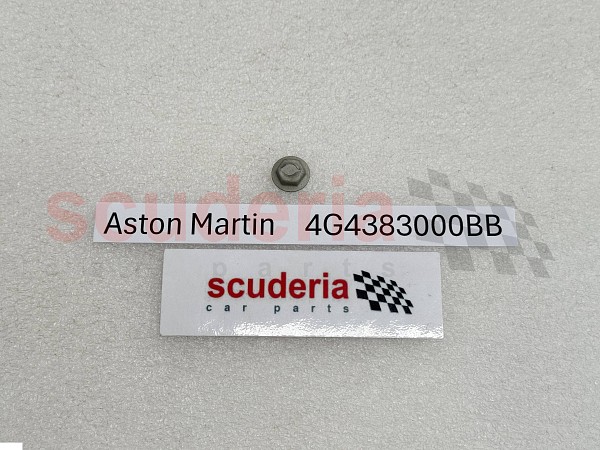 scuderia
Aston Martin 4G4383000BB
parts
scuderia
car parts